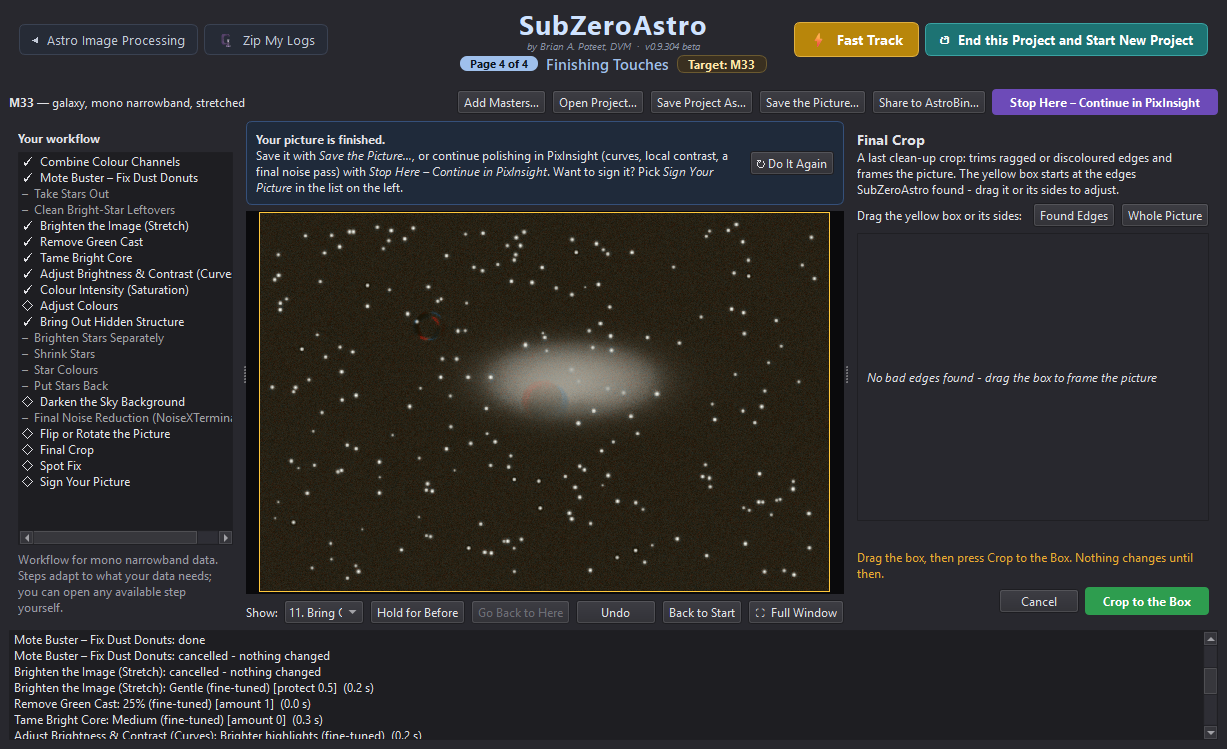 Astro Image Processing
Zip My Logs
SubZeroAstro
by Brian A. Poteet, DVM · v0.9.304 beta
Page 4 of 4
Finishing Touches
Target: M33
Fast Track
End this Project and Start New Project
M33 — galaxy, mono narrowband, stretched
Add Masters...
Open Project...
Save Project As...
Save the Picture...
Share to AstroBin...
Stop Here – Continue in PixInsight
Your workflow
✓ Combine Colour Channels
✓ Mote Buster – Fix Dust Donuts
– Take Stars Out
– Clean Bright-Star Leftovers
✓ Brighten the Image (Stretch)
✓ Remove Green Cast
✓ Tame Bright Core
✓ Adjust Brightness & Contrast (Curve
✓ Colour Intensity (Saturation)
◇ Adjust Colours
✓ Bring Out Hidden Structure
– Brighten Stars Separately
– Shrink Stars
– Star Colours
– Put Stars Back
◇ Darken the Sky Background
– Final Noise Reduction (NoiseXTermina
◇ Flip or Rotate the Picture
◇ Final Crop
◇ Spot Fix
◇ Sign Your Picture
Workflow for mono narrowband data.
Steps adapt to what your data needs;
you can open any available step
yourself.
Your picture is finished.
Save it with Save the Picture..., or continue polishing in PixInsight (curves, local contrast, a
final noise pass) with Stop Here – Continue in PixInsight. Want to sign it? Pick Sign Your
Picture in the list on the left.
↻ Do It Again
Show:
11. Bring (
Hold for Before
Go Back to Here
Undo
Back to Start
Full Window
Final Crop
A last clean-up crop: trims ragged or discoloured edges and
frames the picture. The yellow box starts at the edges
SubZeroAstro found - drag it or its sides to adjust.
Drag the yellow box or its sides:
Found Edges
Whole Picture
No bad edges found - drag the box to frame the picture
Drag the box, then press Crop to the Box. Nothing changes until
then.
Cancel
Crop to the Box
Mote Buster – Fix Dust Donuts: done
Mote Buster – Fix Dust Donuts: cancelled - nothing changed
Brighten the Image (Stretch): cancelled - nothing changed
Brighten the Image (Stretch): Gentle (fine-tuned) [protect 0.5] (0.2 s)
Remove Green Cast: 25% (fine-tuned) [amount 1] (0.0 s)
Tame Bright Core: Medium (fine-tuned) [amount 0] (0.3 s)
Adjust Brightness & Contrast (Curves): Brighter highlights (fine-tuned) (0.2 s)